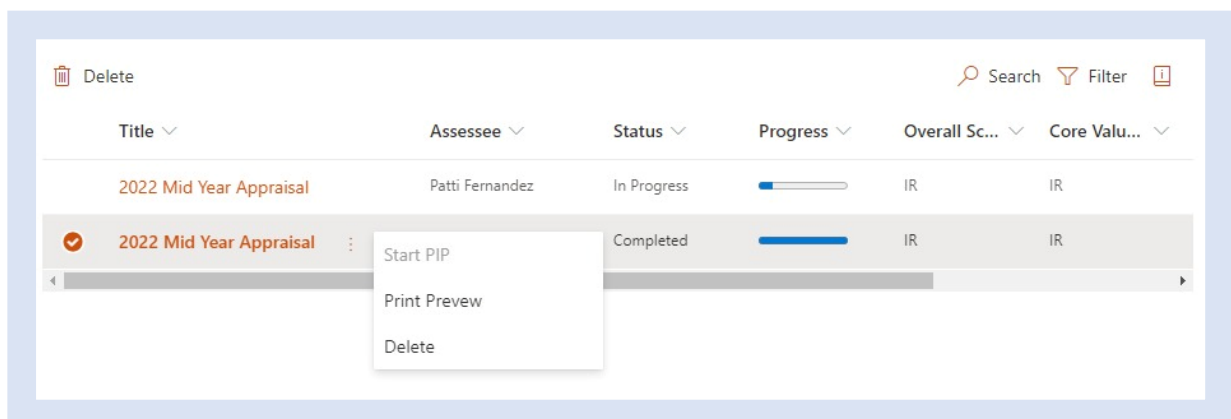 Delete Search Filter
Title Assessee Status Progress Overall Sc... Core Valu...
2022 Mid Year Appraisal Patti Fernandez In Progress IR IR
2022 Mid Year Appraisal Completed IR IR
Start PIP
Print Prevew
Delete